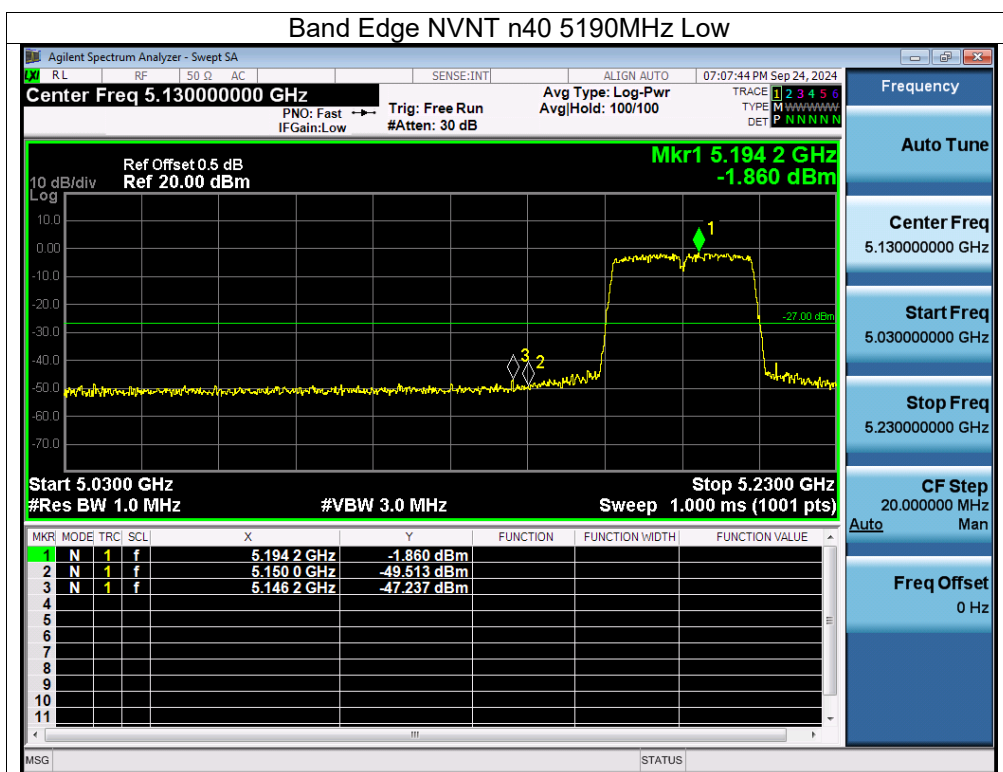 Band Edge NVNT n40 5190MHz Low
Agilent Spectrum Analyzer - Swept SA
LXI RL RF 50 Ω AC SENSE:INT ALIGN AUTO 07:07:44 PM Sep 24, 2024
Center Freq 5.130000000 GHz
PNO: Fast
IFGain:Low
Trig: Free Run
#Atten: 30 dB
Avg Type: Log-Pwr
Avg|Hold: 100/100
TRACE 1 2 3 4 5 6
TYPE M WWWWW
DET P N N N N N
Ref Offset 0.5 dB
Ref 20.00 dBm
10 dB/div
Log
Mkr1 5.194 2 GHz
-1.860 dBm
10.0
0.00
-10.0
-20.0
-30.0
-40.0
-50.0
-60.0
-70.0
1
-27.00 dBm
3
2
Start 5.0300 GHz Stop 5.2300 GHz
#Res BW 1.0 MHz #VBW 3.0 MHz Sweep 1.000 ms (1001 pts)
MKR MODE TRC SCL X Y FUNCTION FUNCTION WIDTH FUNCTION VALUE
1 N 1 f 5.194 2 GHz -1.860 dBm
2 N 1 f 5.150 0 GHz -49.513 dBm
3 N 1 f 5.146 2 GHz -47.237 dBm
4
5
6
7
8
9
10
11
MSG STATUS
Frequency
Auto Tune
Center Freq
5.130000000 GHz
Start Freq
5.030000000 GHz
Stop Freq
5.230000000 GHz
CF Step
20.000000 MHz
Auto Man
Freq Offset
0 Hz